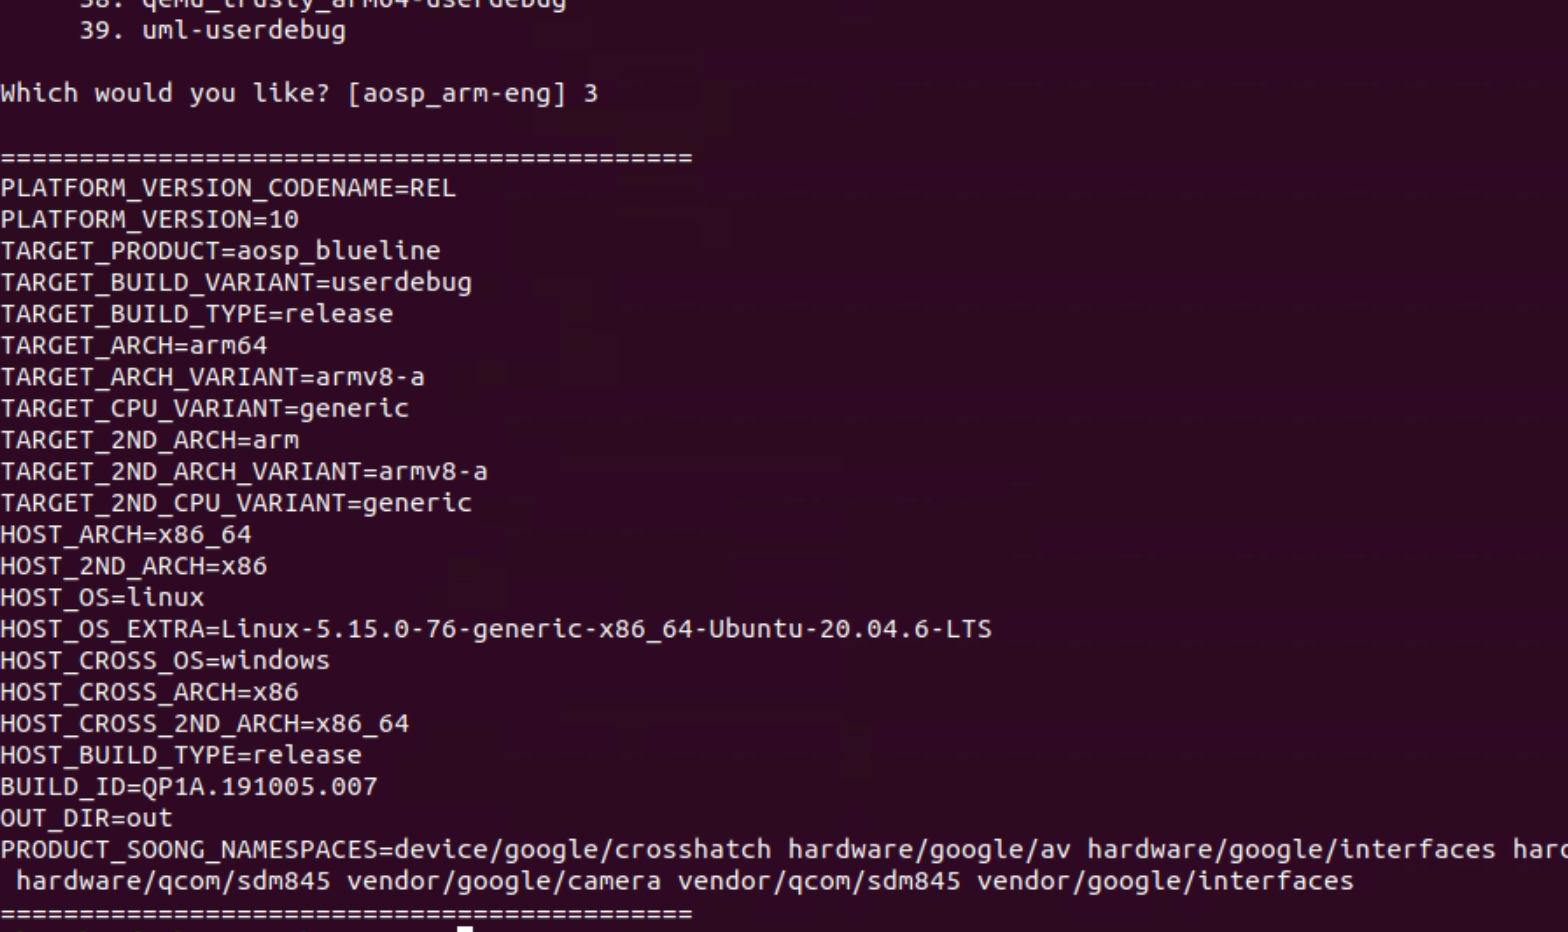 38. qemu_trusty_arm64-userdebug
39. uml-userdebug
Which would you like? [aosp_arm-eng] 3
============================================
PLATFORM_VERSION_CODENAME=REL
PLATFORM_VERSION=10
TARGET_PRODUCT=aosp_blueline
TARGET_BUILD_VARIANT=userdebug
TARGET_BUILD_TYPE=release
TARGET_ARCH=arm64
TARGET_ARCH_VARIANT=armv8-a
TARGET_CPU_VARIANT=generic
TARGET_2ND_ARCH=arm
TARGET_2ND_ARCH_VARIANT=armv8-a
TARGET_2ND_CPU_VARIANT=generic
HOST_ARCH=x86_64
HOST_2ND_ARCH=x86
HOST_OS=linux
HOST_OS_EXTRA=Linux-5.15.0-76-generic-x86_64-Ubuntu-20.04.6-LTS
HOST_CROSS_OS=windows
HOST_CROSS_ARCH=x86
HOST_CROSS_2ND_ARCH=x86_64
HOST_BUILD_TYPE=release
BUILD_ID=QP1A.191005.007
OUT_DIR=out
PRODUCT_SOONG_NAMESPACES=device/google/crosshatch hardware/google/av hardware/google/interfaces
hardware/qcom/sdm845 vendor/google/camera vendor/qcom/sdm845 vendor/google/interfaces
============================================